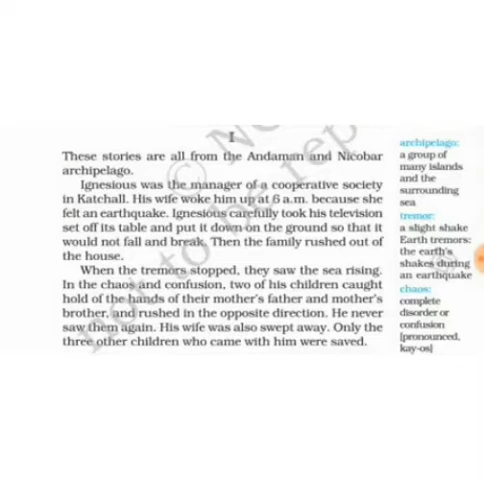 I
These stories are all from the Andaman and Nicobar
archipelago.
Ignesious was the manager of a cooperative society
in Katchall. His wife woke him up at 6 a.m. because she
felt an earthquake. Ignesious carefully took his television
set off its table and put it down on the ground so that it
would not fall and break. Then the family rushed out of
the house.
When the tremors stopped, they saw the sea rising.
In the chaos and confusion, two of his children caught
hold of the hands of their mother's father and mother's
brother, and rushed in the opposite direction. He never
saw them again. His wife was also swept away. Only the
three other children who came with him were saved.
archipelago:
a group of
many islands
and the
surrounding
sea
tremor:
a slight shake
Earth tremors:
the earth's
shakes during
an earthquake
chaos:
complete
disorder or
confusion
[pronounced,
kay-os]
not to be rep